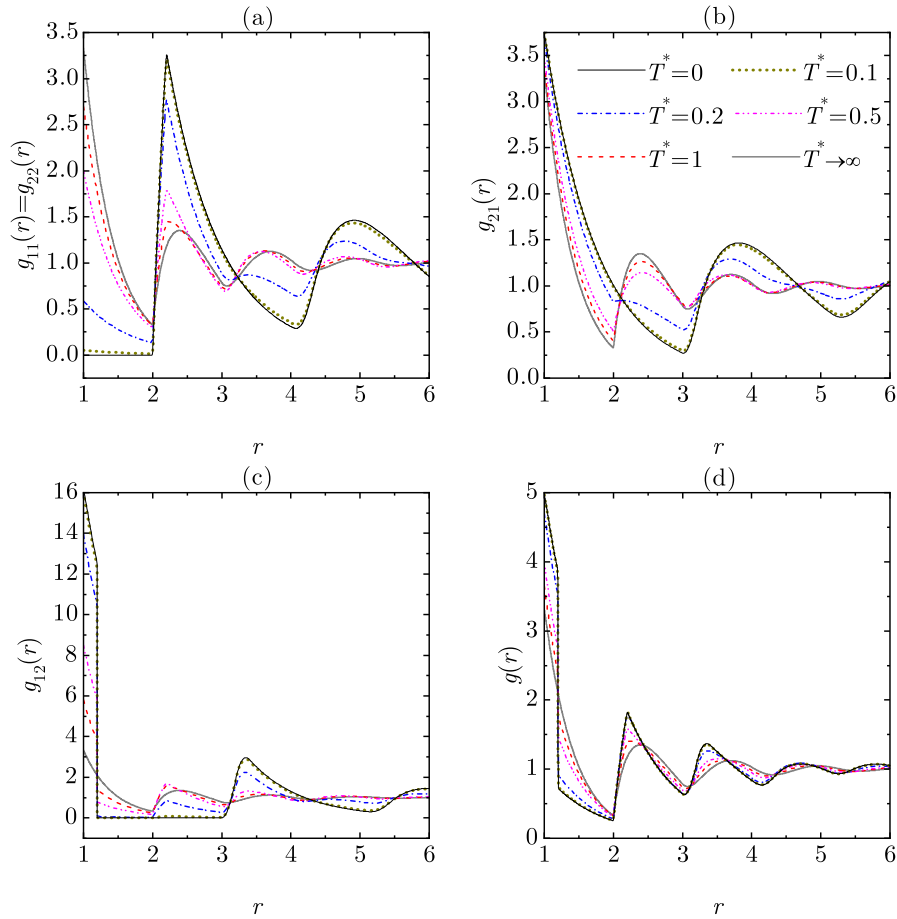 (a)
g₁₁(r)=g₂₂(r)
3.5
3.0
2.5
2.0
1.5
1.0
0.5
0.0
1 2 3 4 5 6
r
(b)
g₂₁(r)
3.5
3.0
2.5
2.0
1.5
1.0
0.5
0.0
T*=0 T*=0.1
T*=0.2 T*=0.5
T*=1 T*→∞
1 2 3 4 5 6
r
(c)
g₁₂(r)
16
14
12
10
8
6
4
2
0
1 2 3 4 5 6
r
(d)
g(r)
5
4
3
2
1
0
1 2 3 4 5 6
r